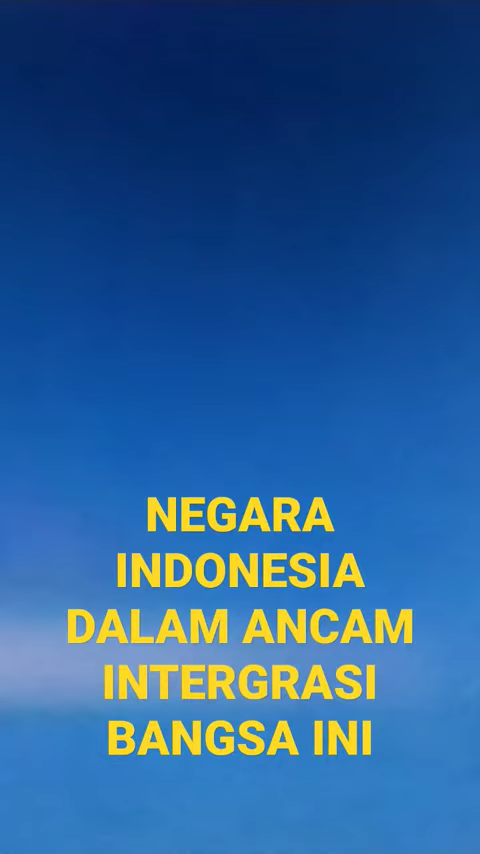 NEGARA
INDONESIA
DALAM ANCAM
INTERGRASI
BANGSA INI